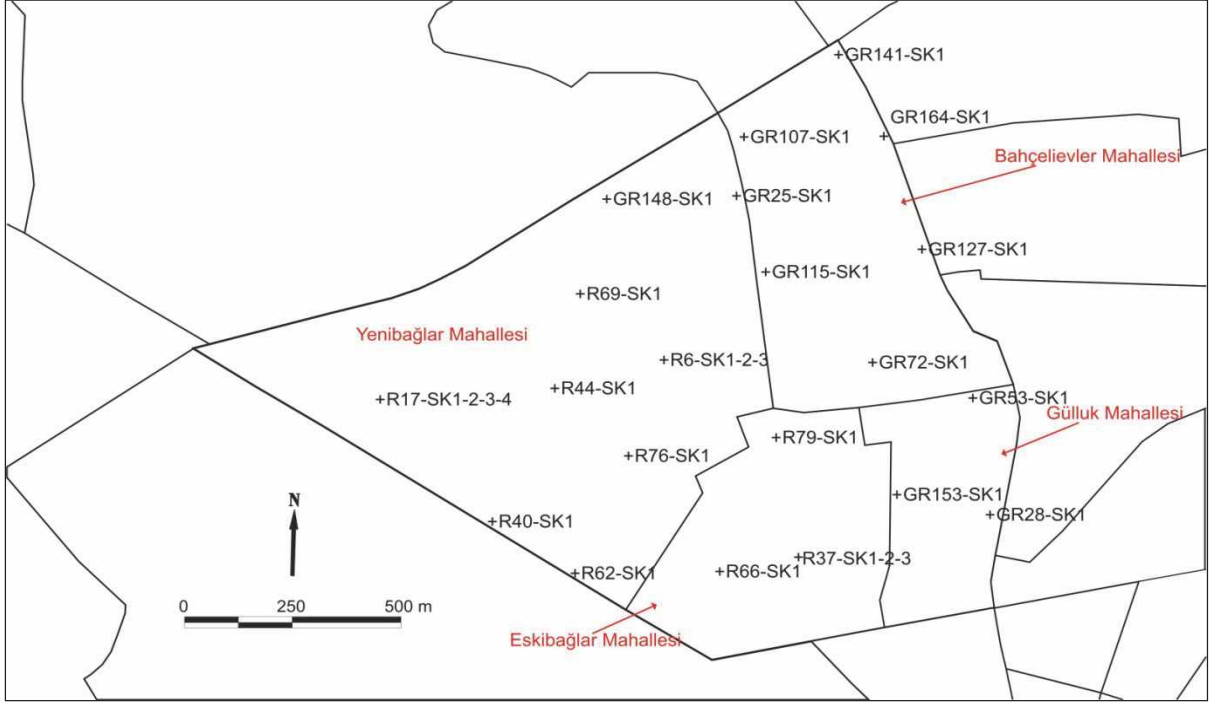 +GR141-SK1
GR164-SK1
+
+GR107-SK1
Bahçelievler Mahallesi
+GR148-SK1
+GR25-SK1
+GR127-SK1
+GR115-SK1
+R69-SK1
Yenibağlar Mahallesi
+R6-SK1-2-3
+GR72-SK1
+R44-SK1
+R17-SK1-2-3-4
+GR53-SK1
Gülluk Mahallesi
+R79-SK1
+R76-SK1
+GR153-SK1
N
+GR28-SK1
+R40-SK1
+R37-SK1-2-3
+R62-SK1
+R66-SK1
0 250 500 m
Eskibağlar Mahallesi